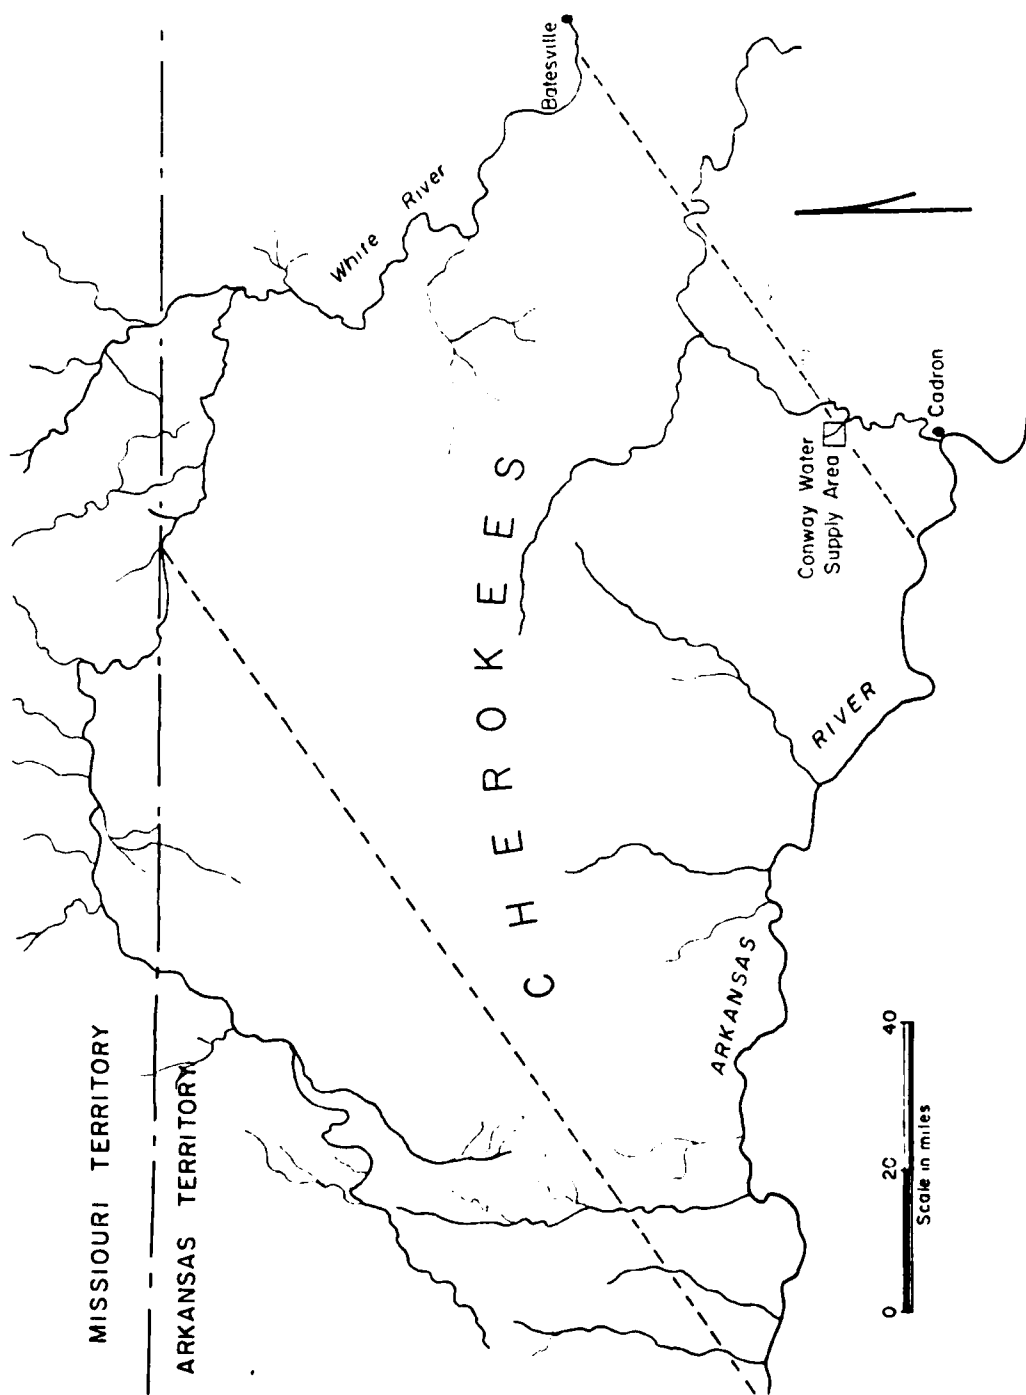 MISSIOURI TERRITORY
ARKANSAS TERRITORY
White River
Batesville
CHEROKEES
Conway Water
Supply Area
Cadron
ARKANSAS RIVER
0 20 40
Scale in miles